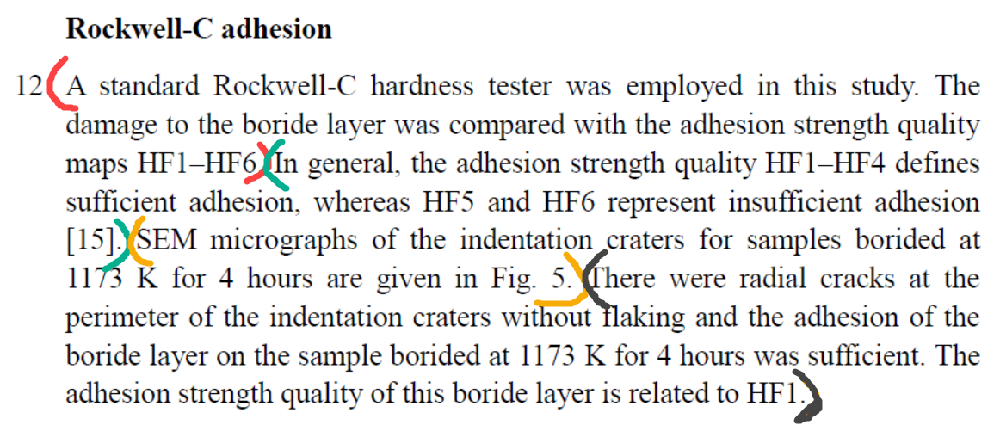 Rockwell-C adhesion
12 A standard Rockwell-C hardness tester was employed in this study. The
damage to the boride layer was compared with the adhesion strength quality
maps HF1–HF6. In general, the adhesion strength quality HF1–HF4 defines
sufficient adhesion, whereas HF5 and HF6 represent insufficient adhesion
[15]. SEM micrographs of the indentation craters for samples borided at
1173 K for 4 hours are given in Fig. 5. There were radial cracks at the
perimeter of the indentation craters without flaking and the adhesion of the
boride layer on the sample borided at 1173 K for 4 hours was sufficient. The
adhesion strength quality of this boride layer is related to HF1.